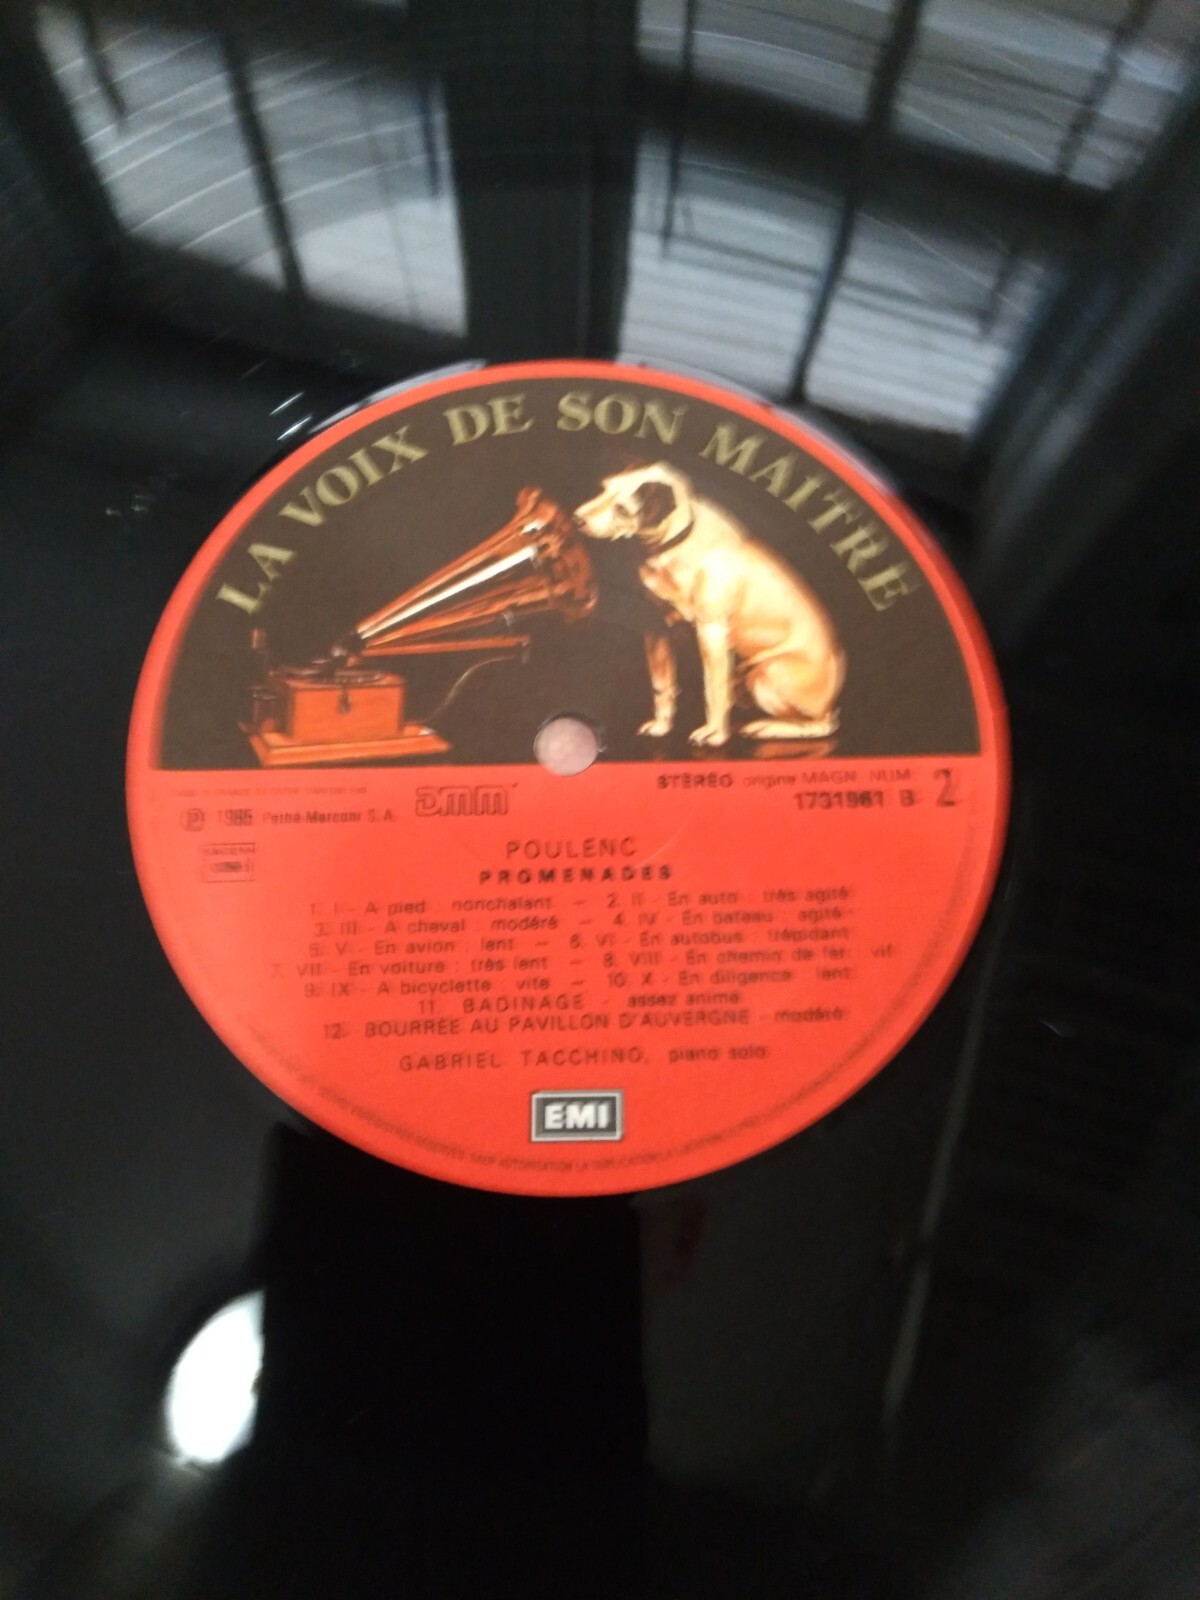 LA VOIX DE SON MAITRE
STÉRÉO origine MAGN. NUM. 2
℗ 1985 Pathé Marconi S.A. DMM 1731961 B
POULENC
PROMENADES
1. I - A pied : nonchalant - 2. II - En auto : très agité
3. III - A cheval : modéré - 4. IV - En bateau : agité
5. V - En avion : lent - 6. VI - En autobus : trépidant
7. VII - En voiture : très lent - 8. VIII - En chemin de fer : vif
9. IX - A bicyclette : vite - 10. X - En diligence : lent
11. BADINAGE - assez animé
12. BOURREE AU PAVILLON D'AUVERGNE - modéré
GABRIEL TACCHINO, piano solo
EMI